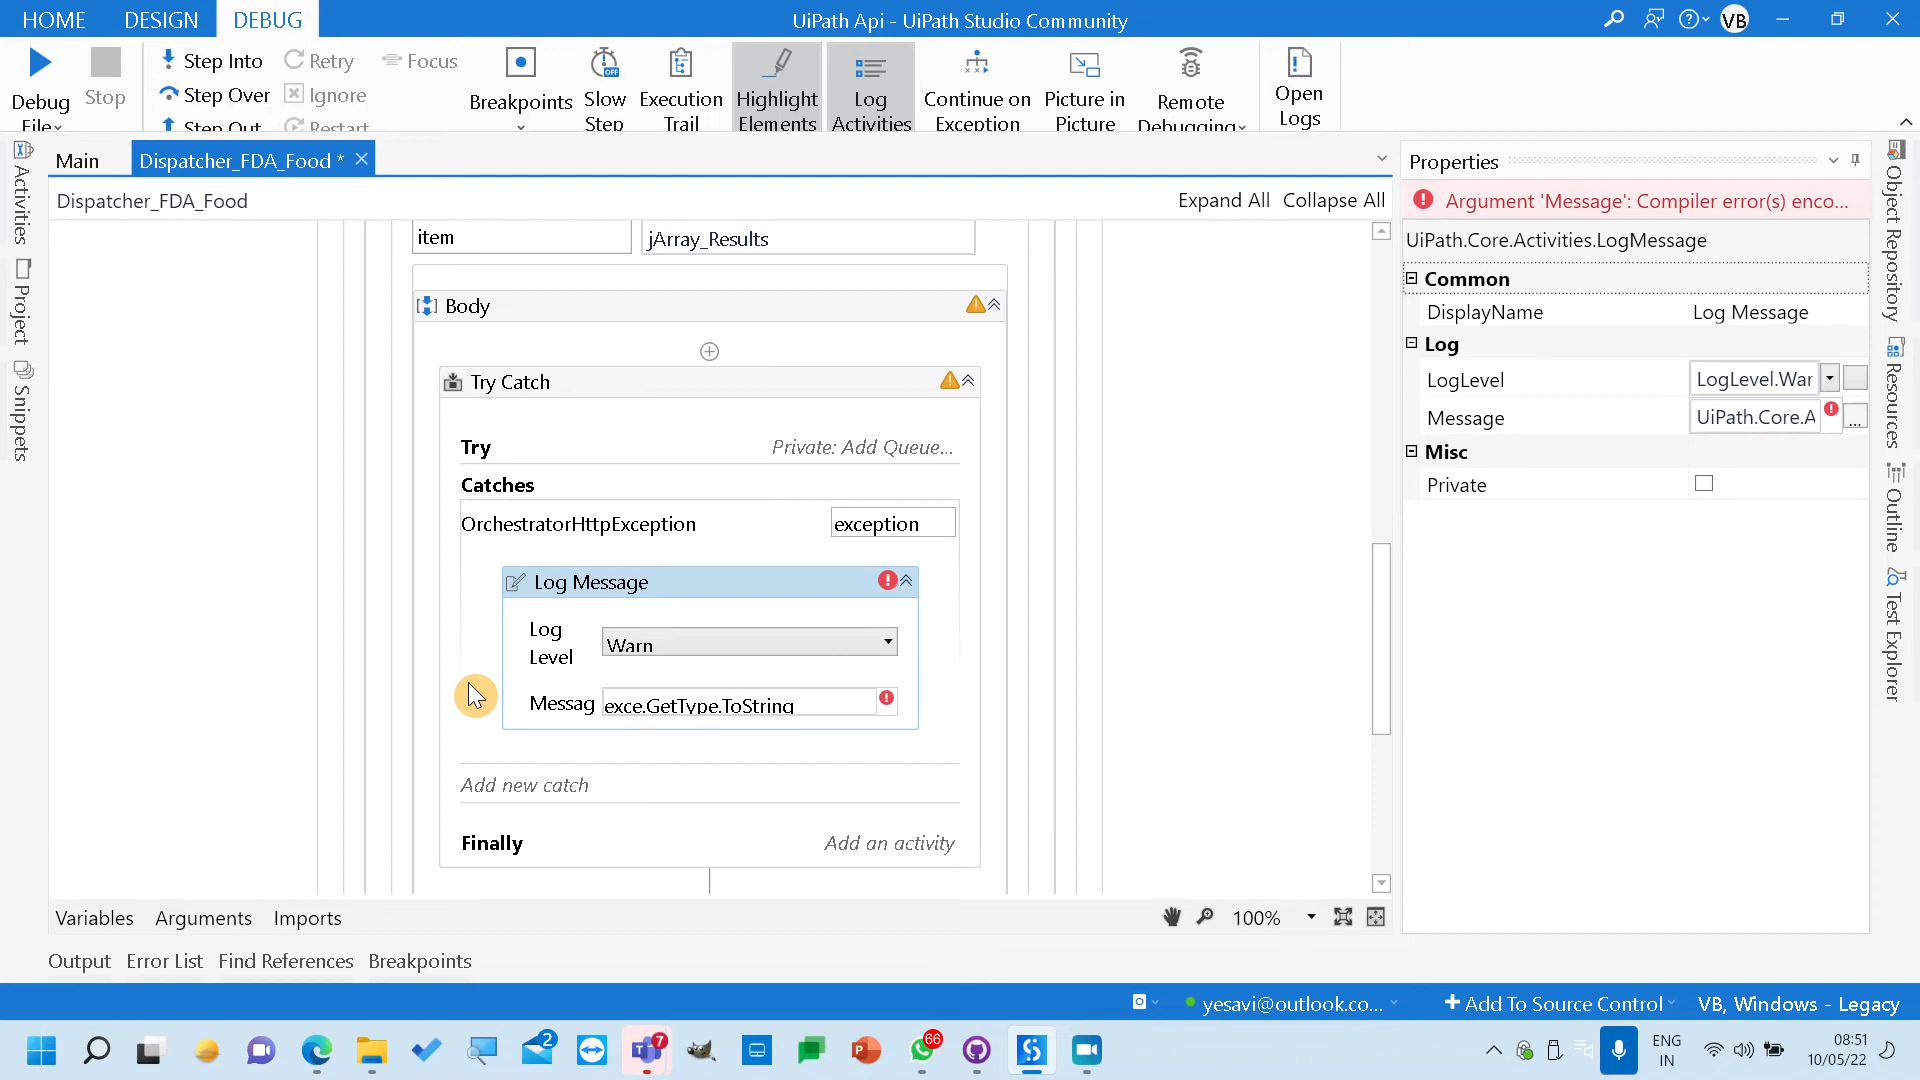 HOME DESIGN DEBUG UiPath Api - UiPath Studio Community VB
Step Into Retry Focus
Step Over Ignore
Step Out Restart
Debug File
Stop
Breakpoints
Slow Step
Execution Trail
Highlight Elements
Log Activities
Continue on Exception
Picture in Picture
Remote Debugging
Open Logs
Main Dispatcher_FDA_Food *
Dispatcher_FDA_Food Expand All Collapse All
Activities
Project
Snippets
item jArray_Results
Body
Try Catch
Try Private: Add Queue...
Catches
OrchestratorHttpException exception
Log Message
Log Level Warn
Messag exce.GetType.ToString
Add new catch
Finally Add an activity
Properties
Argument 'Message': Compiler error(s) enco...
UiPath.Core.Activities.LogMessage
Common
DisplayName Log Message
Log
LogLevel LogLevel.War
Message UiPath.Core.A ...
Misc
Private
Object Repository
Resources
Outline
Test Explorer
Variables Arguments Imports 100%
Output Error List Find References Breakpoints
yesavi@outlook.co... Add To Source Control VB, Windows - Legacy
2 7 66
ENG
IN
08:51
10/05/22